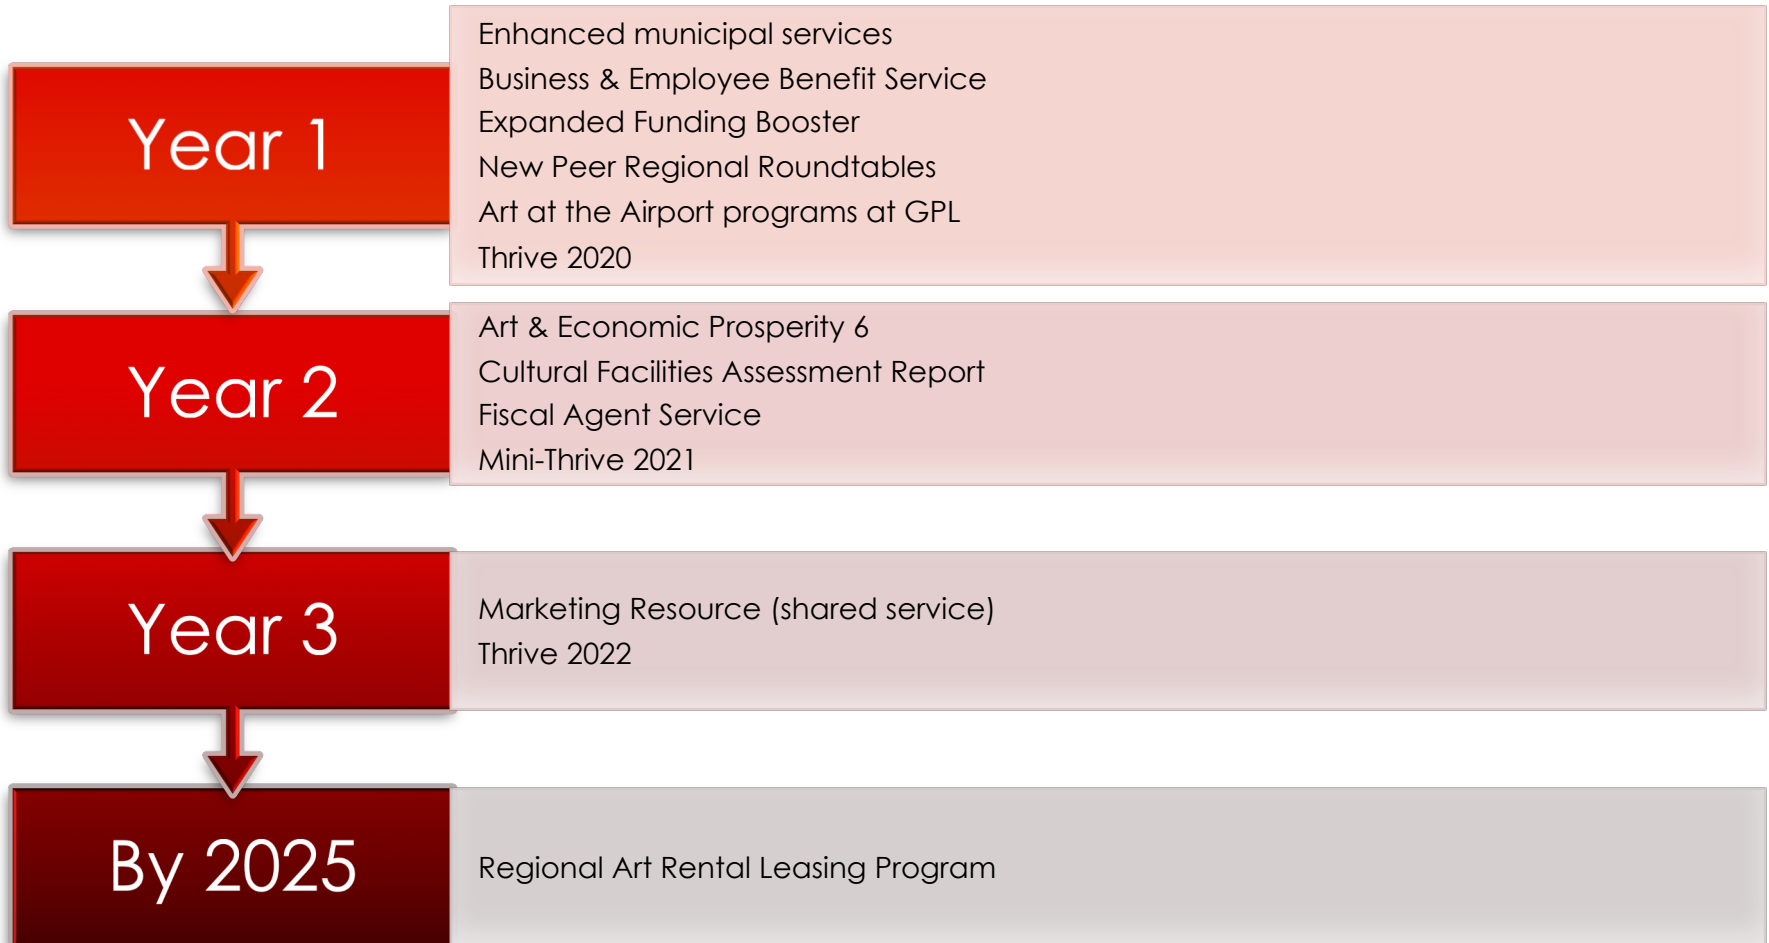 Year 1
Enhanced municipal services
Business & Employee Benefit Service
Expanded Funding Booster
New Peer Regional Roundtables
Art at the Airport programs at GPL
Thrive 2020
Year 2
Art & Economic Prosperity 6
Cultural Facilities Assessment Report
Fiscal Agent Service
Mini-Thrive 2021
Year 3
Marketing Resource (shared service)
Thrive 2022
By 2025
Regional Art Rental Leasing Program